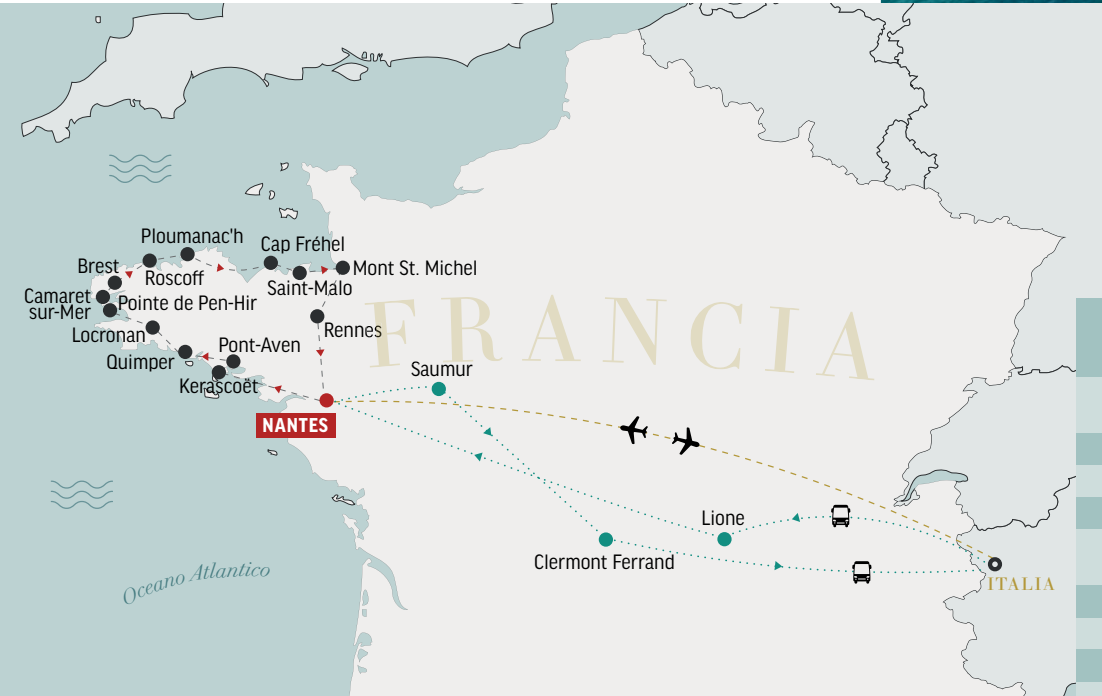 Ploumanac'h
Cap Fréhel
Brest
Roscoff
Mont St. Michel
Saint-Malo
Camaret
sur-Mer
Pointe de Pen-Hir
FRANCIA
Rennes
Locronan
Pont-Aven
Quimper
Saumur
Kerascoët
NANTES
Lione
Clermont Ferrand
Oceano Atlantico
ITALIA